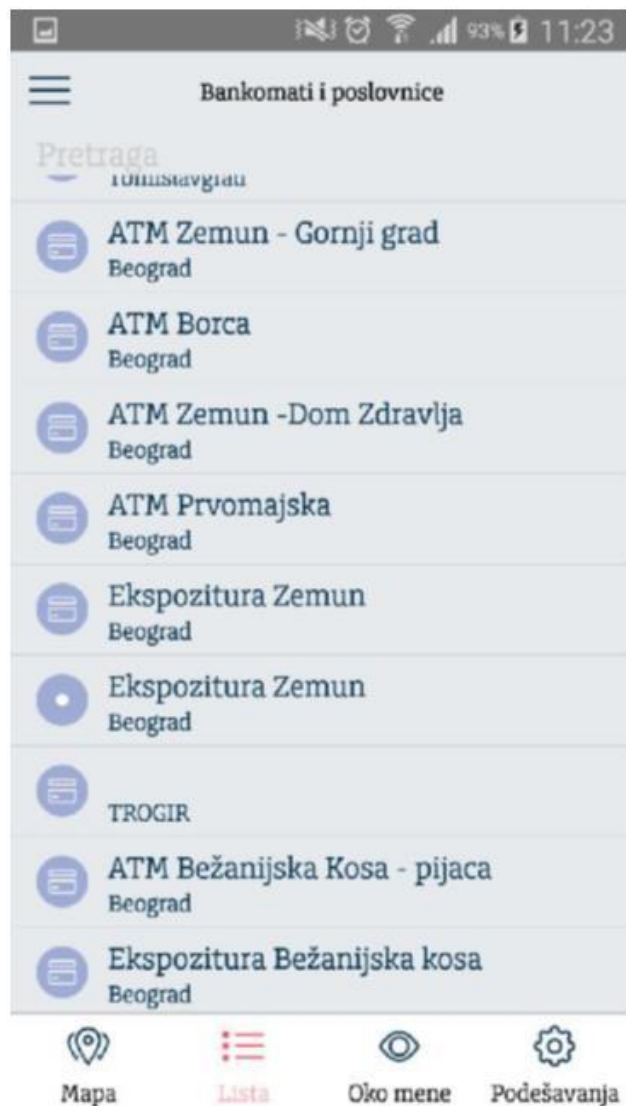 93% 11:23
Bankomati i poslovnice
Pretraga
Tomislavgrad
ATM Zemun - Gornji grad
Beograd
ATM Borca
Beograd
ATM Zemun -Dom Zdravlja
Beograd
ATM Prvomajska
Beograd
Ekspozitura Zemun
Beograd
Ekspozitura Zemun
Beograd
TROGIR
ATM Bežanijska Kosa - pijaca
Beograd
Ekspozitura Bežanijska kosa
Beograd
Mapa Lista Oko mene Podešavanja